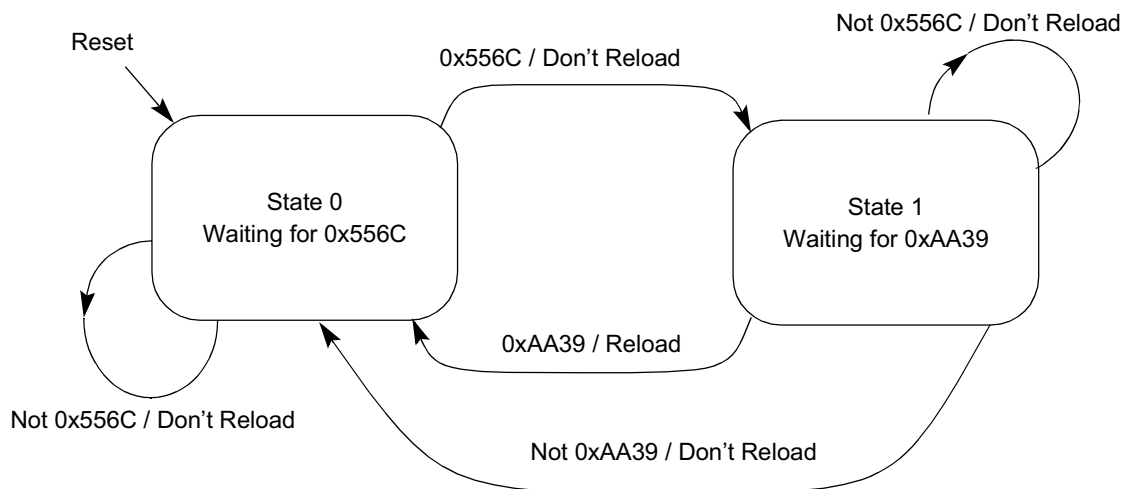 Reset
0x556C / Don't Reload
Not 0x556C / Don't Reload
State 0
Waiting for 0x556C
State 1
Waiting for 0xAA39
0xAA39 / Reload
Not 0x556C / Don't Reload
Not 0xAA39 / Don't Reload